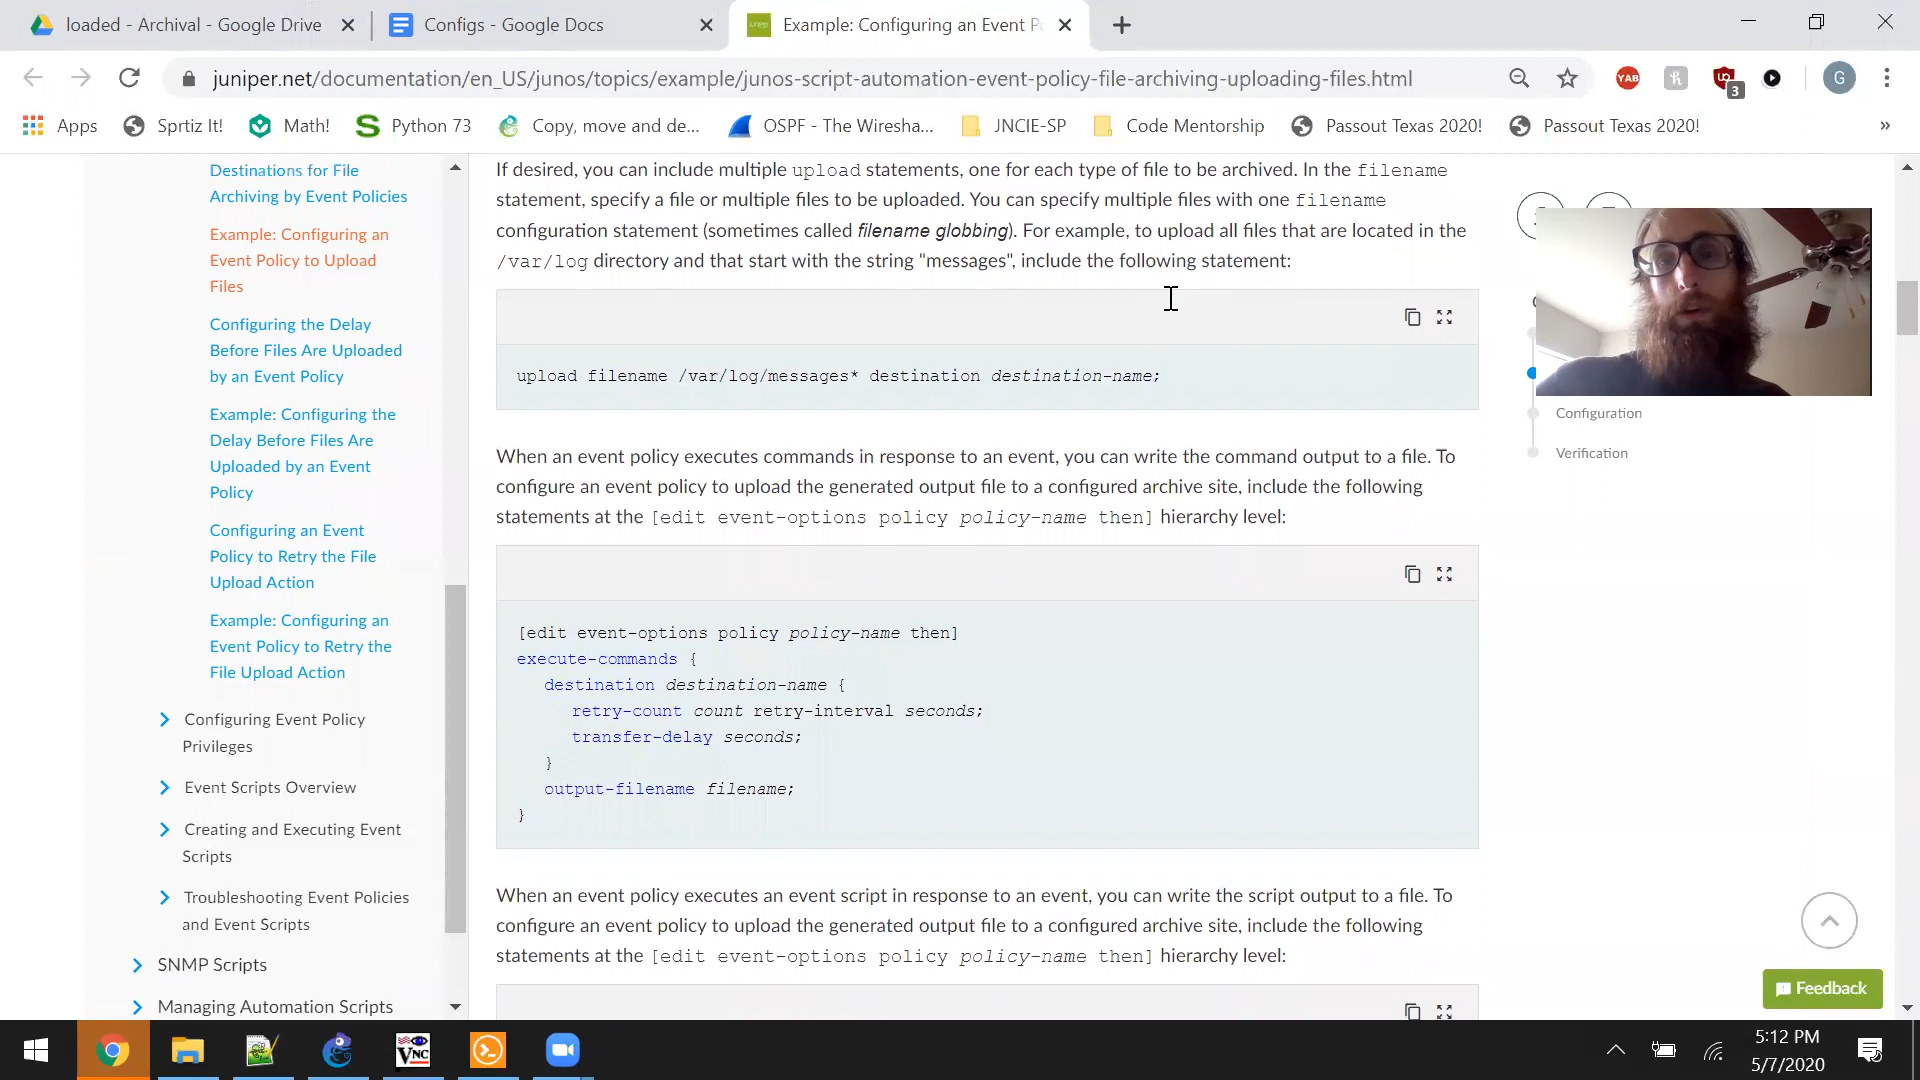 loaded - Archival - Google Drive
Configs - Google Docs
Example: Configuring an Event P
juniper.net/documentation/en_US/junos/topics/example/junos-script-automation-event-policy-file-archiving-uploading-files.html
YAB
3
G
Apps
Sprtiz It!
Math!
Python 73
Copy, move and de...
OSPF - The Wiresha...
JNCIE-SP
Code Mentorship
Passout Texas 2020!
Passout Texas 2020!
»
Destinations for File
Archiving by Event Policies
Example: Configuring an
Event Policy to Upload
Files
Configuring the Delay
Before Files Are Uploaded
by an Event Policy
Example: Configuring the
Delay Before Files Are
Uploaded by an Event
Policy
Configuring an Event
Policy to Retry the File
Upload Action
Example: Configuring an
Event Policy to Retry the
File Upload Action
Configuring Event Policy
Privileges
Event Scripts Overview
Creating and Executing Event
Scripts
Troubleshooting Event Policies
and Event Scripts
SNMP Scripts
Managing Automation Scripts
If desired, you can include multiple upload statements, one for each type of file to be archived. In the filename
statement, specify a file or multiple files to be uploaded. You can specify multiple files with one filename
configuration statement (sometimes called filename globbing). For example, to upload all files that are located in the
/var/log directory and that start with the string "messages", include the following statement:
upload filename /var/log/messages* destination destination-name;
When an event policy executes commands in response to an event, you can write the command output to a file. To
configure an event policy to upload the generated output file to a configured archive site, include the following
statements at the [edit event-options policy policy-name then] hierarchy level:
[edit event-options policy policy-name then]
execute-commands {
destination destination-name {
retry-count count retry-interval seconds;
transfer-delay seconds;
}
output-filename filename;
}
When an event policy executes an event script in response to an event, you can write the script output to a file. To
configure an event policy to upload the generated output file to a configured archive site, include the following
statements at the [edit event-options policy policy-name then] hierarchy level:
Configuration
Verification
Feedback
VNC
5:12 PM
5/7/2020